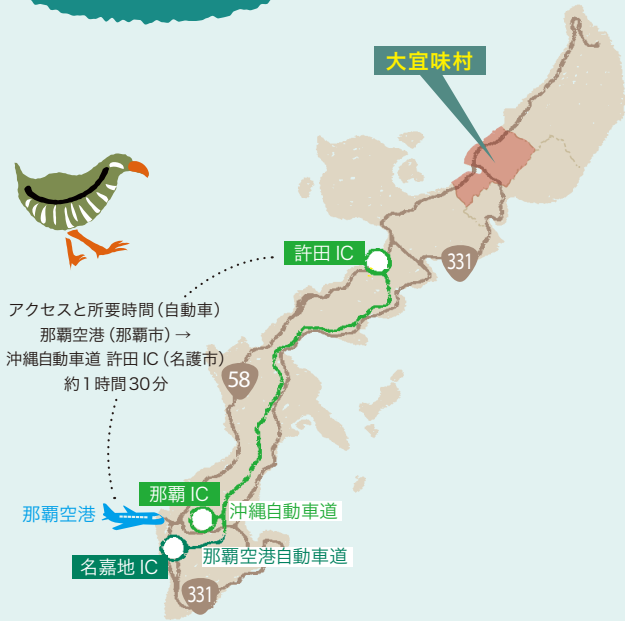 大宜味村
許田 IC
331
アクセスと所要時間（自動車）
那覇空港（那覇市）→
沖縄自動車道 許田 IC（名護市）
約1時間30分
58
那覇 IC
那覇空港
沖縄自動車道
名嘉地 IC
那覇空港自動車道
331